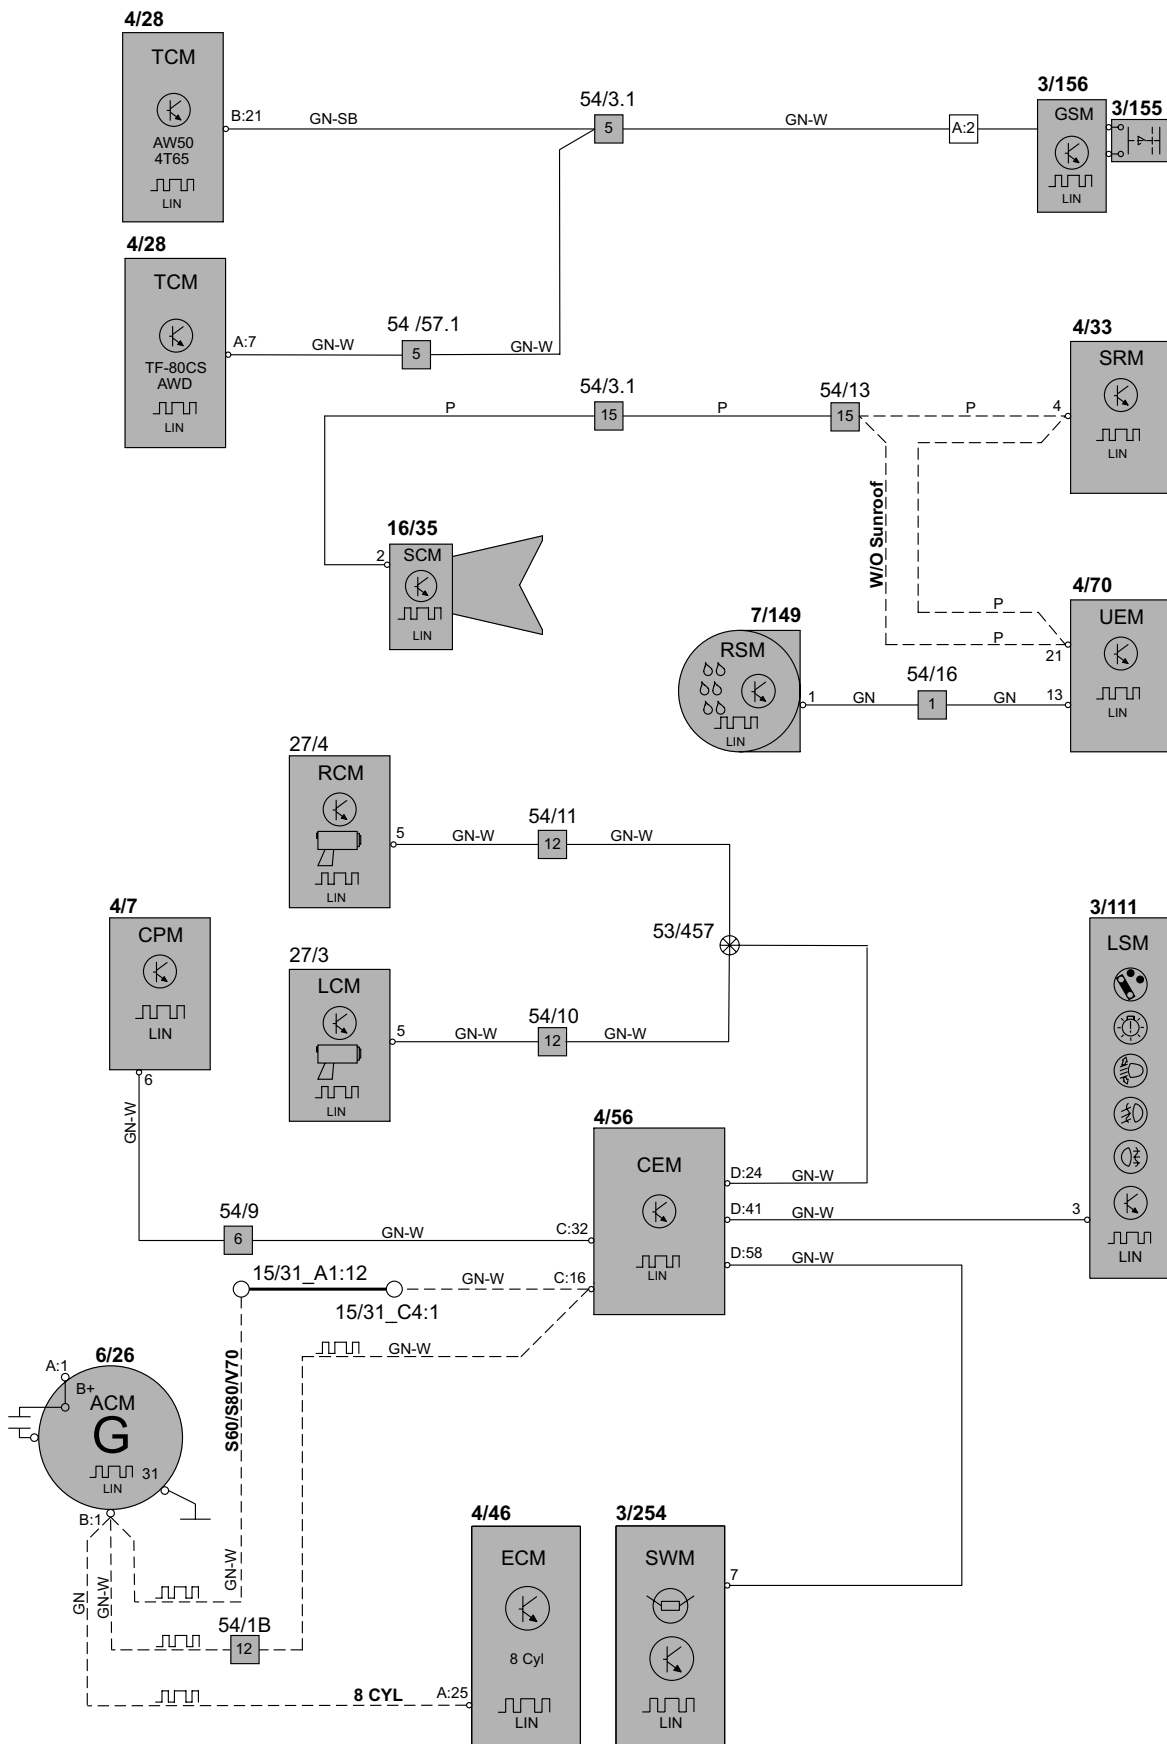 4/28
TCM
AW50
4T65
LIN
B:21
GN-SB
54/3.1
5
GN-W
A:2
3/156
GSM
LIN
3/155
4/28
TCM
TF-80CS
AWD
LIN
A:7
GN-W
54 /57.1
5
GN-W
54/3.1
P
15
P
54/13
15
P
4
4/33
SRM
LIN
W/O Sunroof
16/35
2
SCM
LIN
P
P
21
4/70
UEM
LIN
7/149
RSM
LIN
1
GN
54/16
1
GN
13
27/4
RCM
LIN
5
GN-W
54/11
12
GN-W
53/457
4/7
CPM
LIN
6
GN-W
27/3
LCM
LIN
5
GN-W
54/10
12
GN-W
3/111
LSM
LIN
3
4/56
CEM
LIN
D:24
GN-W
D:41
GN-W
D:58
GN-W
54/9
6
GN-W
C:32
15/31_A1:12
15/31_C4:1
GN-W
C:16
GN-W
S60/S80/V70
6/26
A:1
B+
ACM
G
LIN
31
B:1
GN
GN-W
GN-W
54/1B
12
8 CYL
A:25
4/46
ECM
8 Cyl
LIN
3/254
SWM
LIN
7